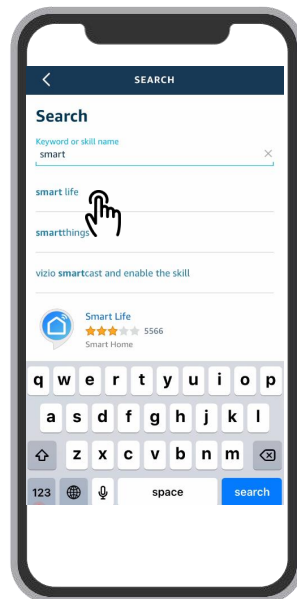 SEARCH
Search
Keyword or skill name
smart
smart life
smartthings
vizio smartcast and enable the skill
Smart Life
5566
Smart Home
q w e r t y u i o p
a s d f g h j k l
z x c v b n m
123 space search